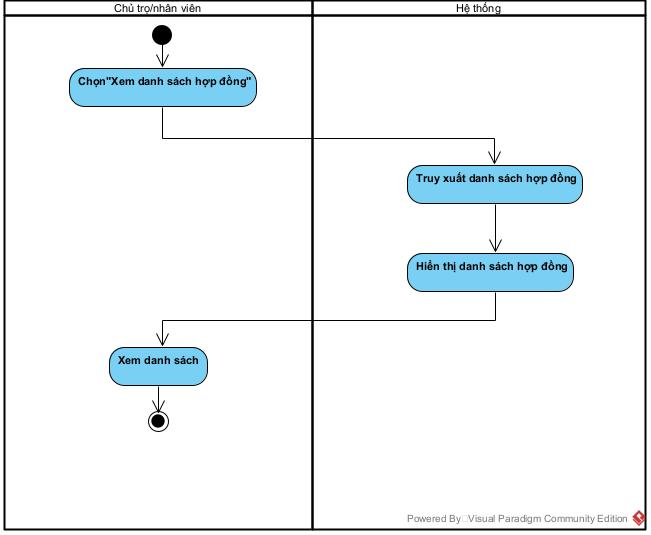 Chủ trọ/nhân viên
Hệ thống
Chọn"Xem danh sách hợp đồng"
Truy xuất danh sách hợp đồng
Hiển thị danh sách hợp đồng
Xem danh sách
Powered By Visual Paradigm Community Edition